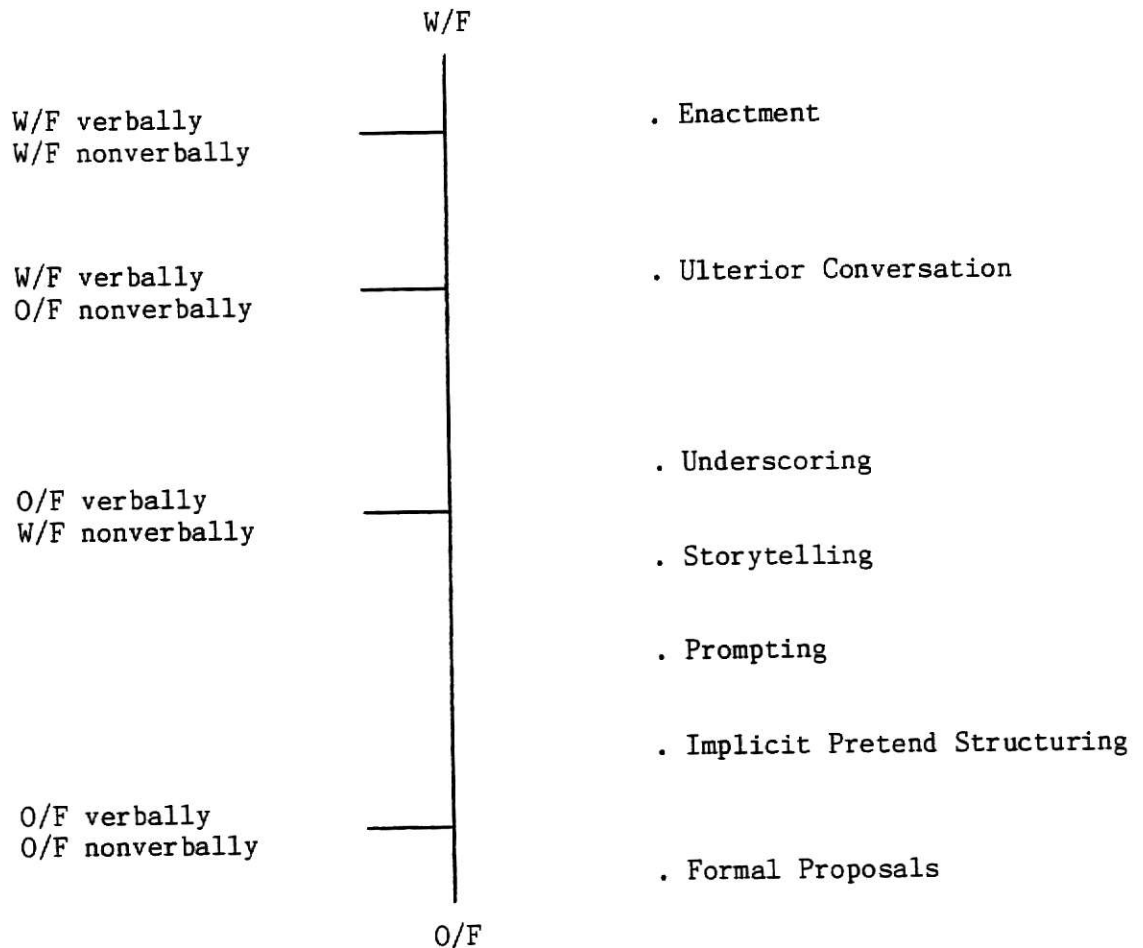 W/F
W/F verbally
W/F nonverbally
. Enactment
W/F verbally
O/F nonverbally
. Ulterior Conversation
. Underscoring
O/F verbally
W/F nonverbally
. Storytelling
. Prompting
. Implicit Pretend Structuring
O/F verbally
O/F nonverbally
. Formal Proposals
O/F